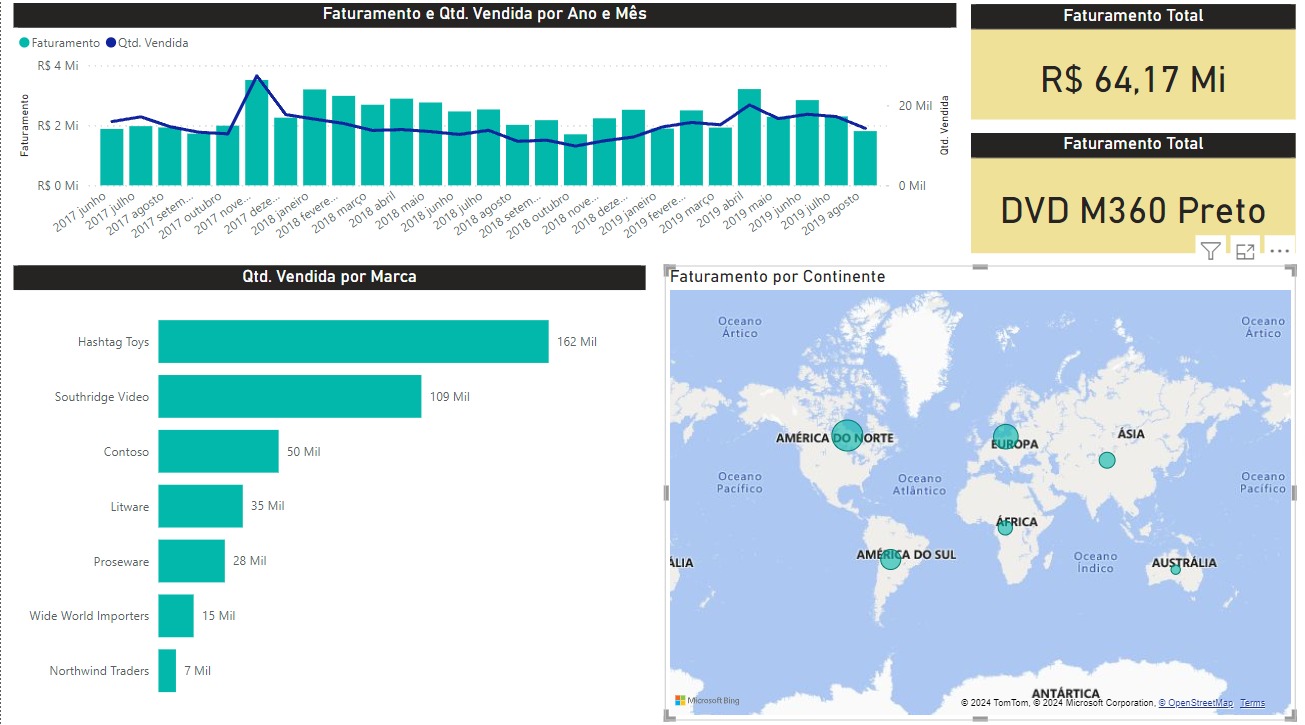 Faturamento e Qtd. Vendida por Ano e Mês
Faturamento Qtd. Vendida
R$ 4 Mi
R$ 2 Mi
R$ 0 Mi
Faturamento
20 Mil
0 Mil
Qtd. Vendida
2017 junho
2017 julho
2017 agosto
2017 setem...
2017 outubro
2017 nove...
2017 deze...
2018 janeiro
2018 fevere...
2018 março
2018 abril
2018 maio
2018 junho
2018 julho
2018 agosto
2018 setem...
2018 outubro
2018 nove...
2018 deze...
2019 janeiro
2019 fevere...
2019 março
2019 abril
2019 maio
2019 junho
2019 julho
2019 agosto
Faturamento Total
R$ 64,17 Mi
Faturamento Total
DVD M360 Preto
Qtd. Vendida por Marca
Hashtag Toys 162 Mil
Southridge Video 109 Mil
Contoso 50 Mil
Litware 35 Mil
Proseware 28 Mil
Wide World Importers 15 Mil
Northwind Traders 7 Mil
Faturamento por Continente
Oceano
Ártico
Oceano
Ártico
AMÉRICA DO NORTE
EUROPA
ÁSIA
Oceano
Pacífico
Oceano
Atlântico
Oceano
Pacífico
ÁFRICA
AMÉRICA DO SUL
Oceano
Índico
ÁLIA
AUSTRÁLIA
ANTÁRTICA
Microsoft Bing
© 2024 TomTom, © 2024 Microsoft Corporation, © OpenStreetMap Terms